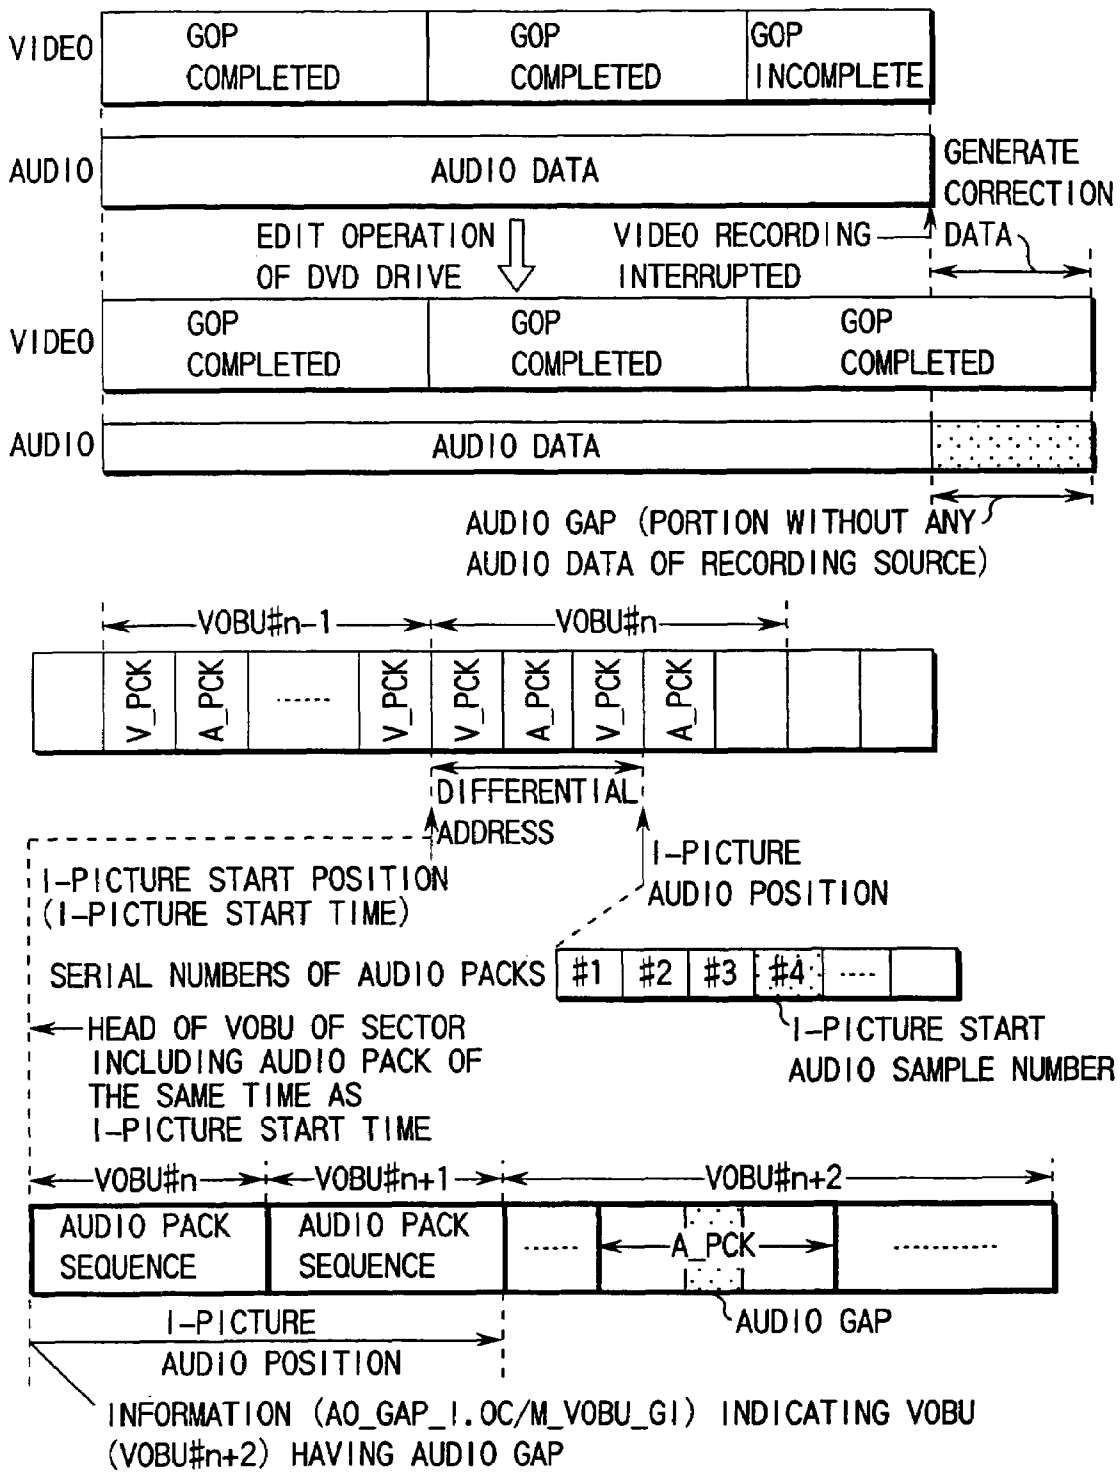 VIDEO
GOP
COMPLETED
GOP
COMPLETED
GOP
INCOMPLETE
AUDIO
AUDIO DATA
GENERATE
CORRECTION
DATA
EDIT OPERATION
OF DVD DRIVE
VIDEO RECORDING
INTERRUPTED
VIDEO
GOP
COMPLETED
GOP
COMPLETED
GOP
COMPLETED
AUDIO
AUDIO DATA
AUDIO GAP (PORTION WITHOUT ANY
AUDIO DATA OF RECORDING SOURCE)
VOBU#n-1
VOBU#n
V_PCK
A_PCK
......
V_PCK
V_PCK
A_PCK
V_PCK
A_PCK
DIFFERENTIAL
ADDRESS
I-PICTURE START POSITION
(I-PICTURE START TIME)
I-PICTURE
AUDIO POSITION
SERIAL NUMBERS OF AUDIO PACKS
#1
#2
#3
#4
....
I-PICTURE START
AUDIO SAMPLE NUMBER
HEAD OF VOBU OF SECTOR
INCLUDING AUDIO PACK OF
THE SAME TIME AS
I-PICTURE START TIME
VOBU#n
VOBU#n+1
VOBU#n+2
AUDIO PACK
SEQUENCE
AUDIO PACK
SEQUENCE
......
A_PCK
............
AUDIO GAP
I-PICTURE
AUDIO POSITION
INFORMATION (A0_GAP_I.OC/M_VOBU_GI) INDICATING VOBU
(VOBU#n+2) HAVING AUDIO GAP